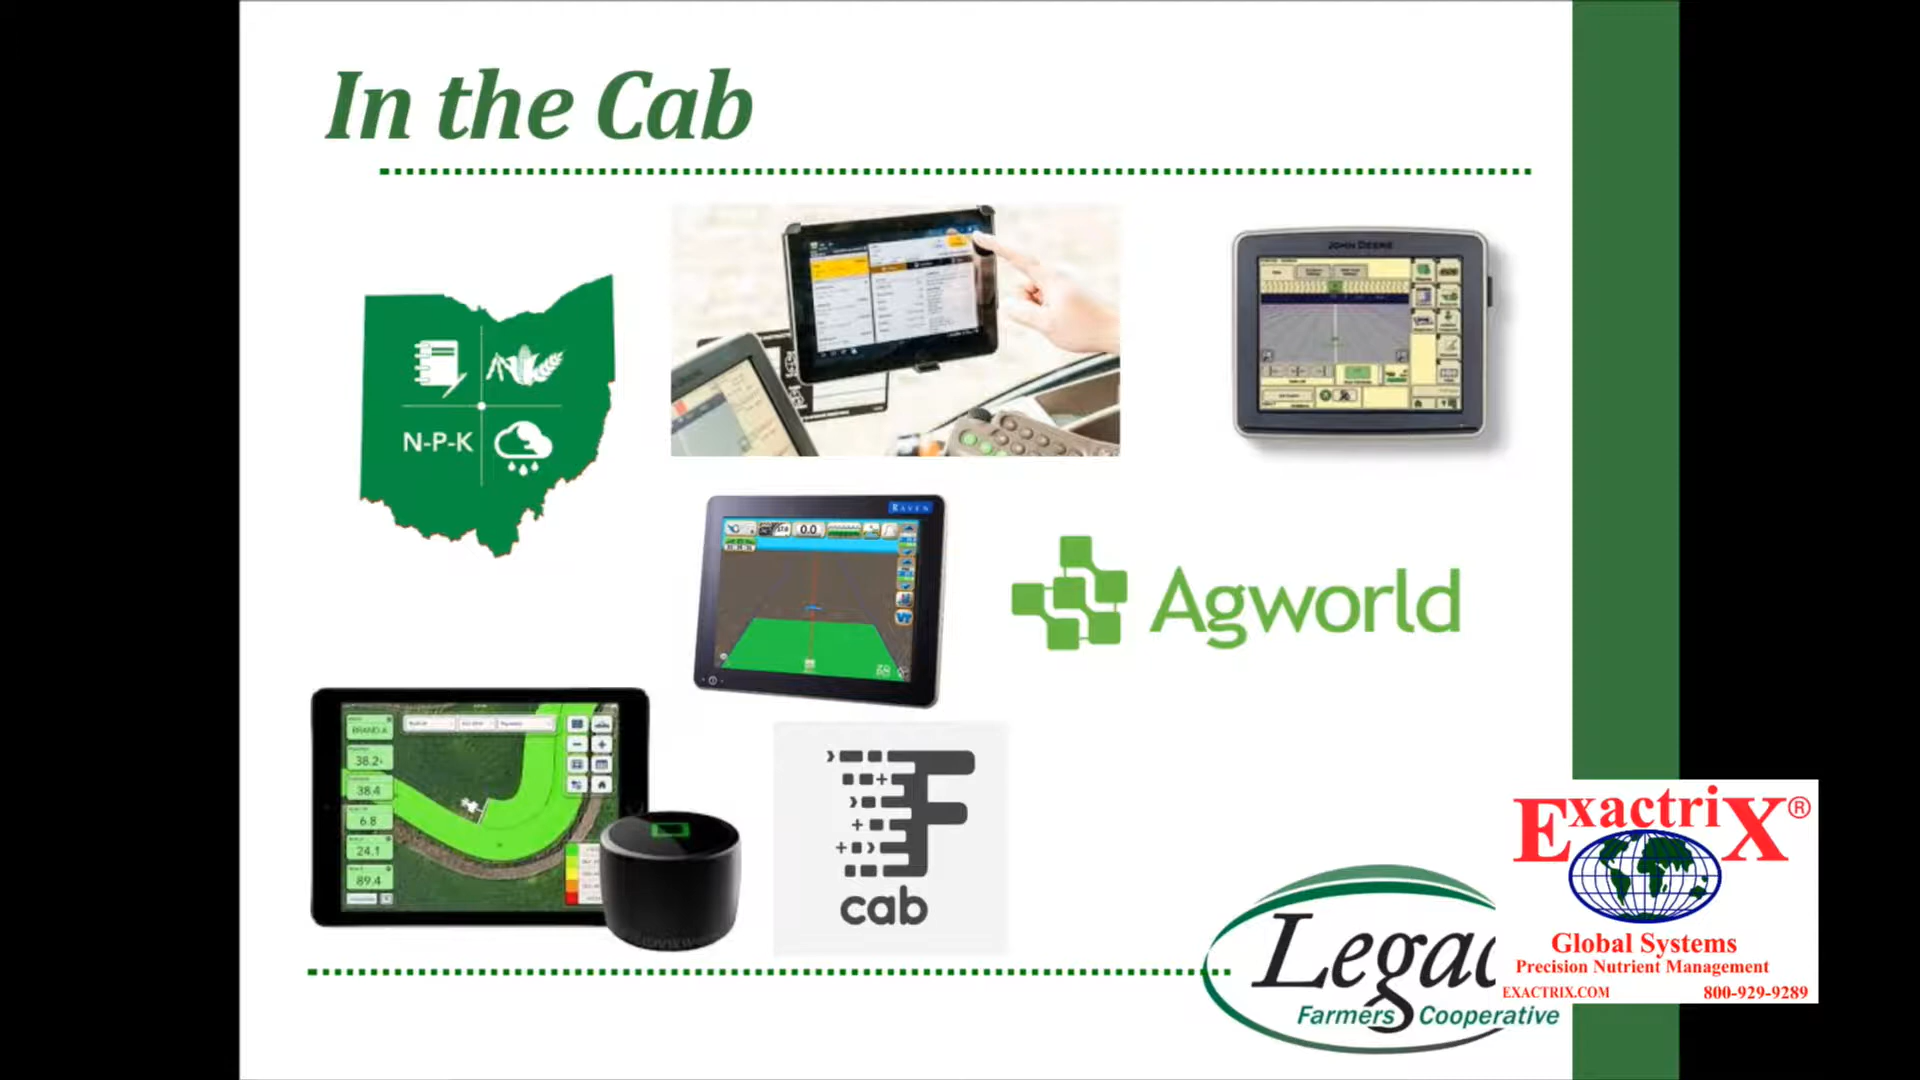 In the Cab
JOHN DEERE
N-P-K
RAVEN
0.0
Agworld
38.2
38.4
6.8
24.1
89.4
cab
Exactrix®
Global Systems
Precision Nutrient Management
EXACTRIX.COM 800-929-9289
Legac
Farmers Cooperative